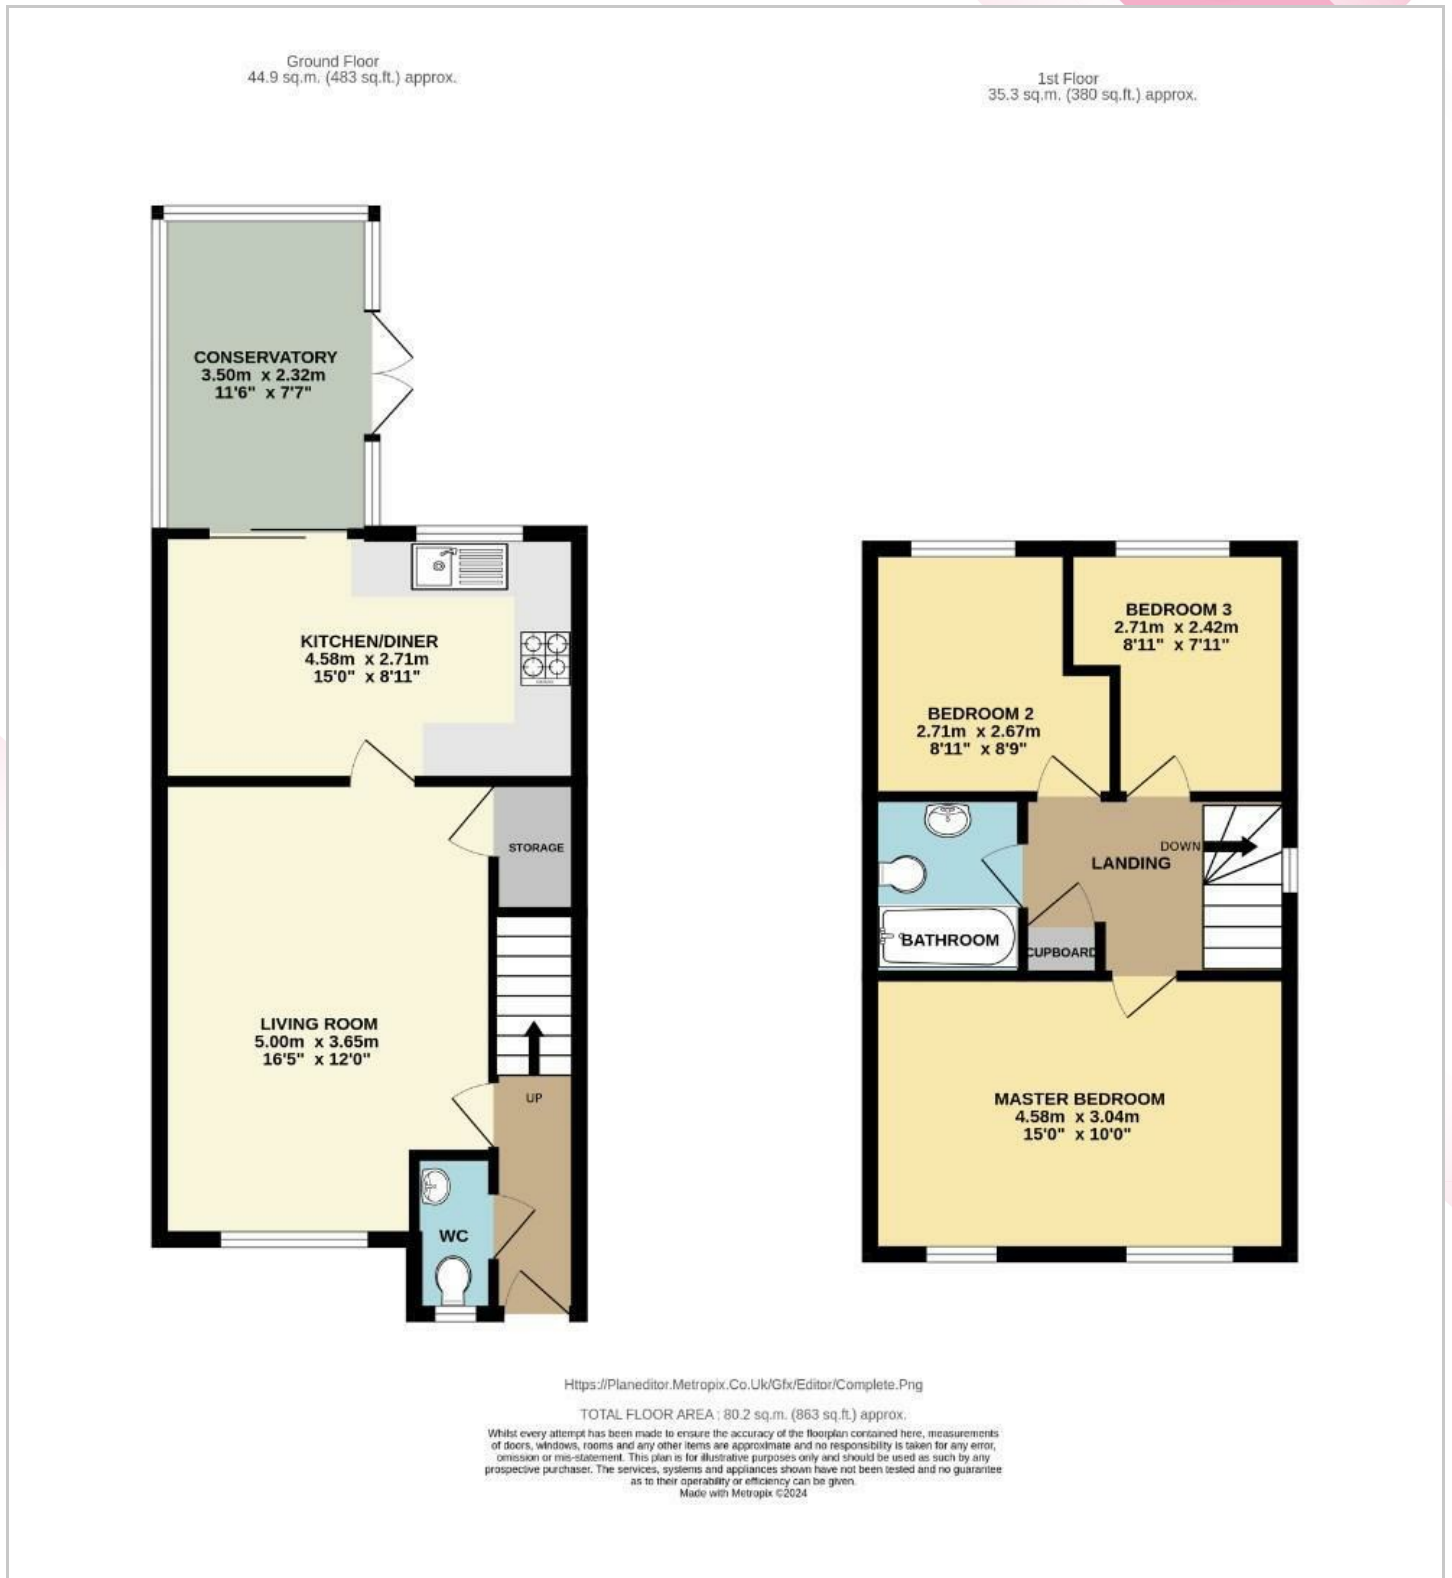 Ground Floor
44.9 sq.m. (483 sq.ft.) approx.
1st Floor
35.3 sq.m. (380 sq.ft.) approx.
CONSERVATORY
3.50m x 2.32m
11'6" x 7'7"
KITCHEN/DINER
4.58m x 2.71m
15'0" x 8'11"
STORAGE
LIVING ROOM
5.00m x 3.65m
16'5" x 12'0"
UP
WC
BEDROOM 3
2.71m x 2.42m
8'11" x 7'11"
BEDROOM 2
2.71m x 2.67m
8'11" x 8'9"
DOWN
LANDING
BATHROOM
CUPBOARD
MASTER BEDROOM
4.58m x 3.04m
15'0" x 10'0"
Https://Planeditor.Metropix.Co.Uk/Gfx/Editor/Complete.Png
TOTAL FLOOR AREA : 80.2 sq.m. (863 sq.ft.) approx.
Whilst every attempt has been made to ensure the accuracy of the floorplan contained here, measurements
of doors, windows, rooms and any other items are approximate and no responsibility is taken for any error,
omission or mis-statement. This plan is for illustrative purposes only and should be used as such by any
prospective purchaser. The services, systems and appliances shown have not been tested and no guarantee
as to their operability or efficiency can be given.
Made with Metropix ©2024